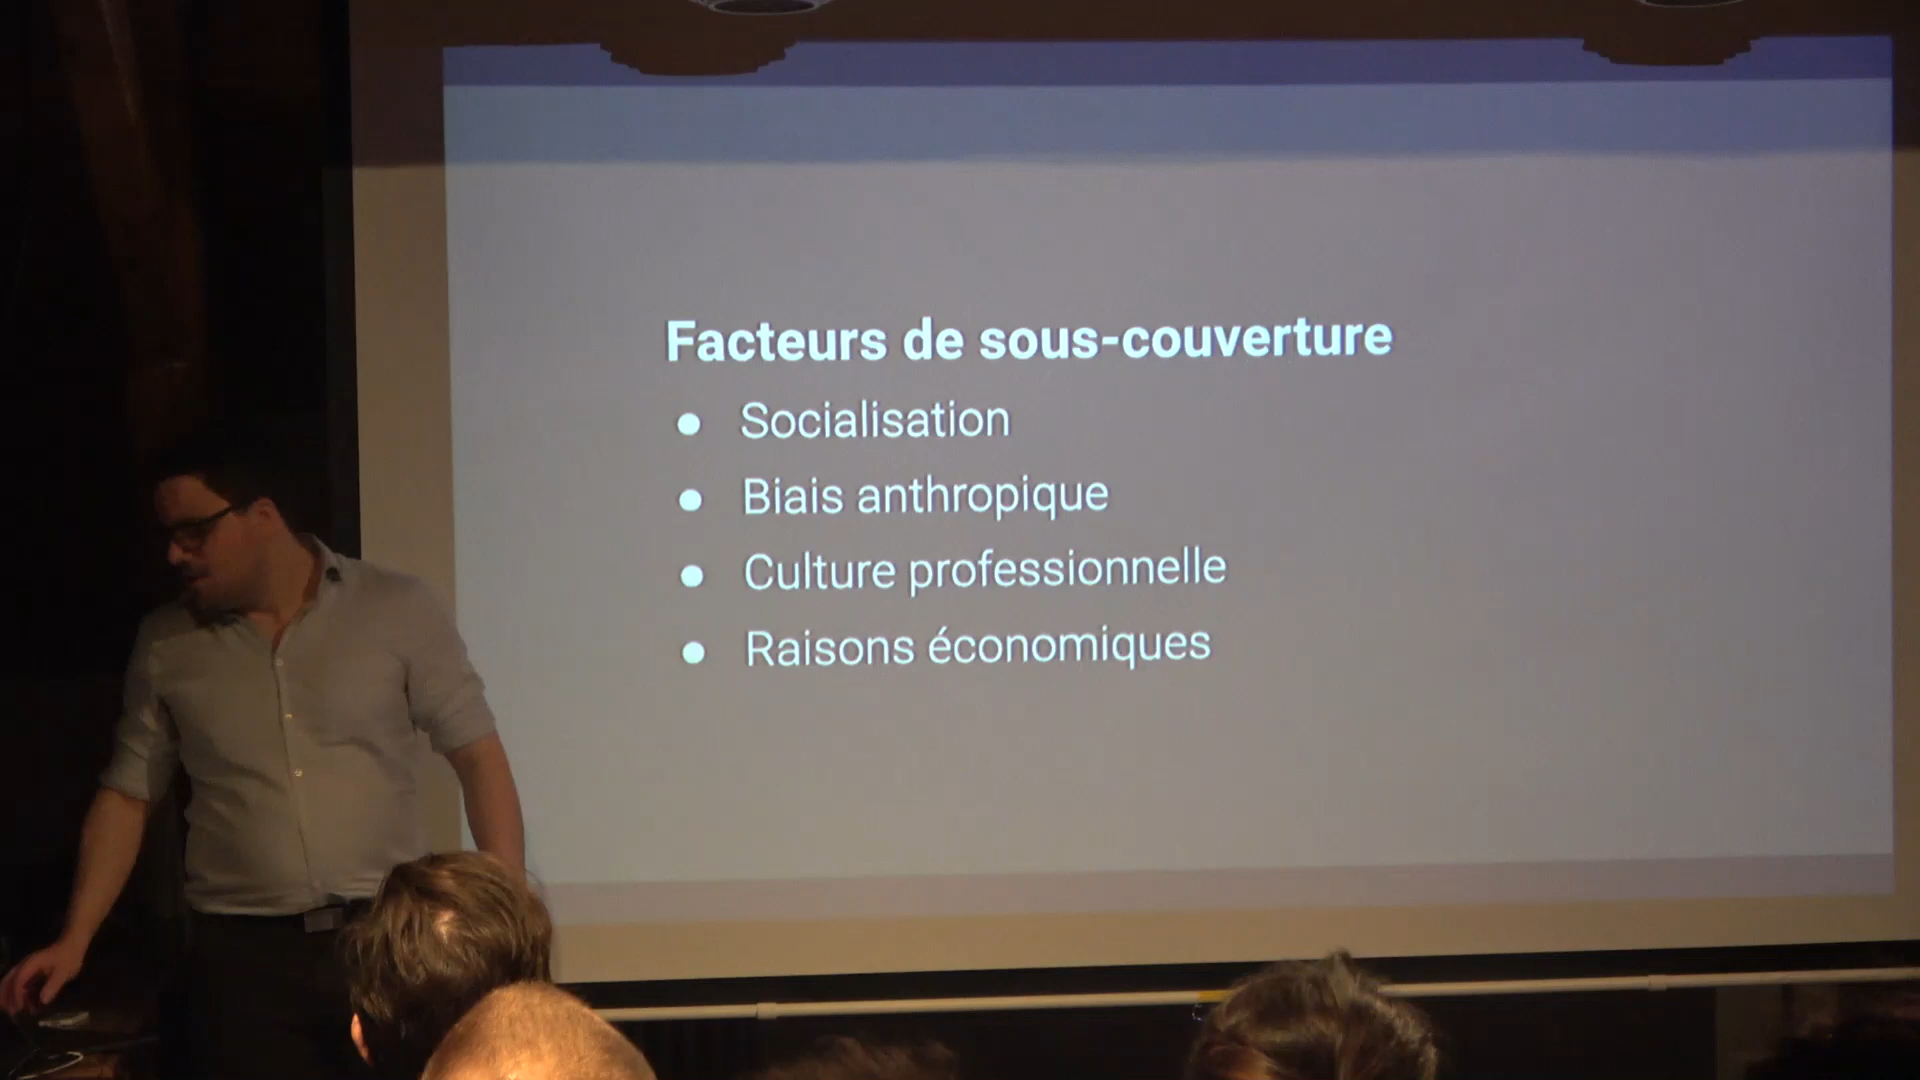 Facteurs de sous-couverture
● Socialisation
● Biais anthropique
● Culture professionnelle
● Raisons économiques